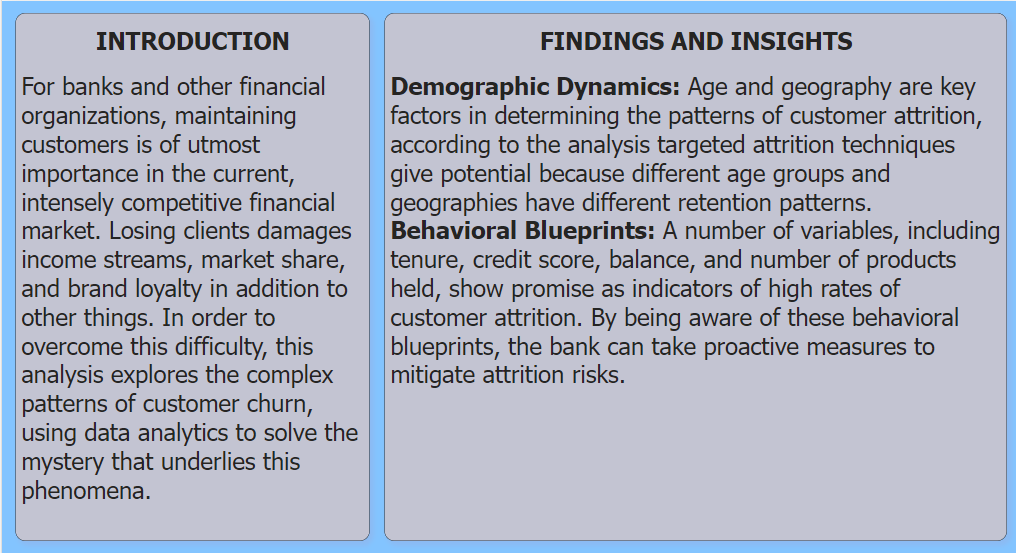 INTRODUCTION
For banks and other financial
organizations, maintaining
customers is of utmost
importance in the current,
intensely competitive financial
market. Losing clients damages
income streams, market share,
and brand loyalty in addition to
other things. In order to
overcome this difficulty, this
analysis explores the complex
patterns of customer churn,
using data analytics to solve the
mystery that underlies this
phenomena.
FINDINGS AND INSIGHTS
Demographic Dynamics: Age and geography are key
factors in determining the patterns of customer attrition,
according to the analysis targeted attrition techniques
give potential because different age groups and
geographies have different retention patterns.
Behavioral Blueprints: A number of variables, including
tenure, credit score, balance, and number of products
held, show promise as indicators of high rates of
customer attrition. By being aware of these behavioral
blueprints, the bank can take proactive measures to
mitigate attrition risks.